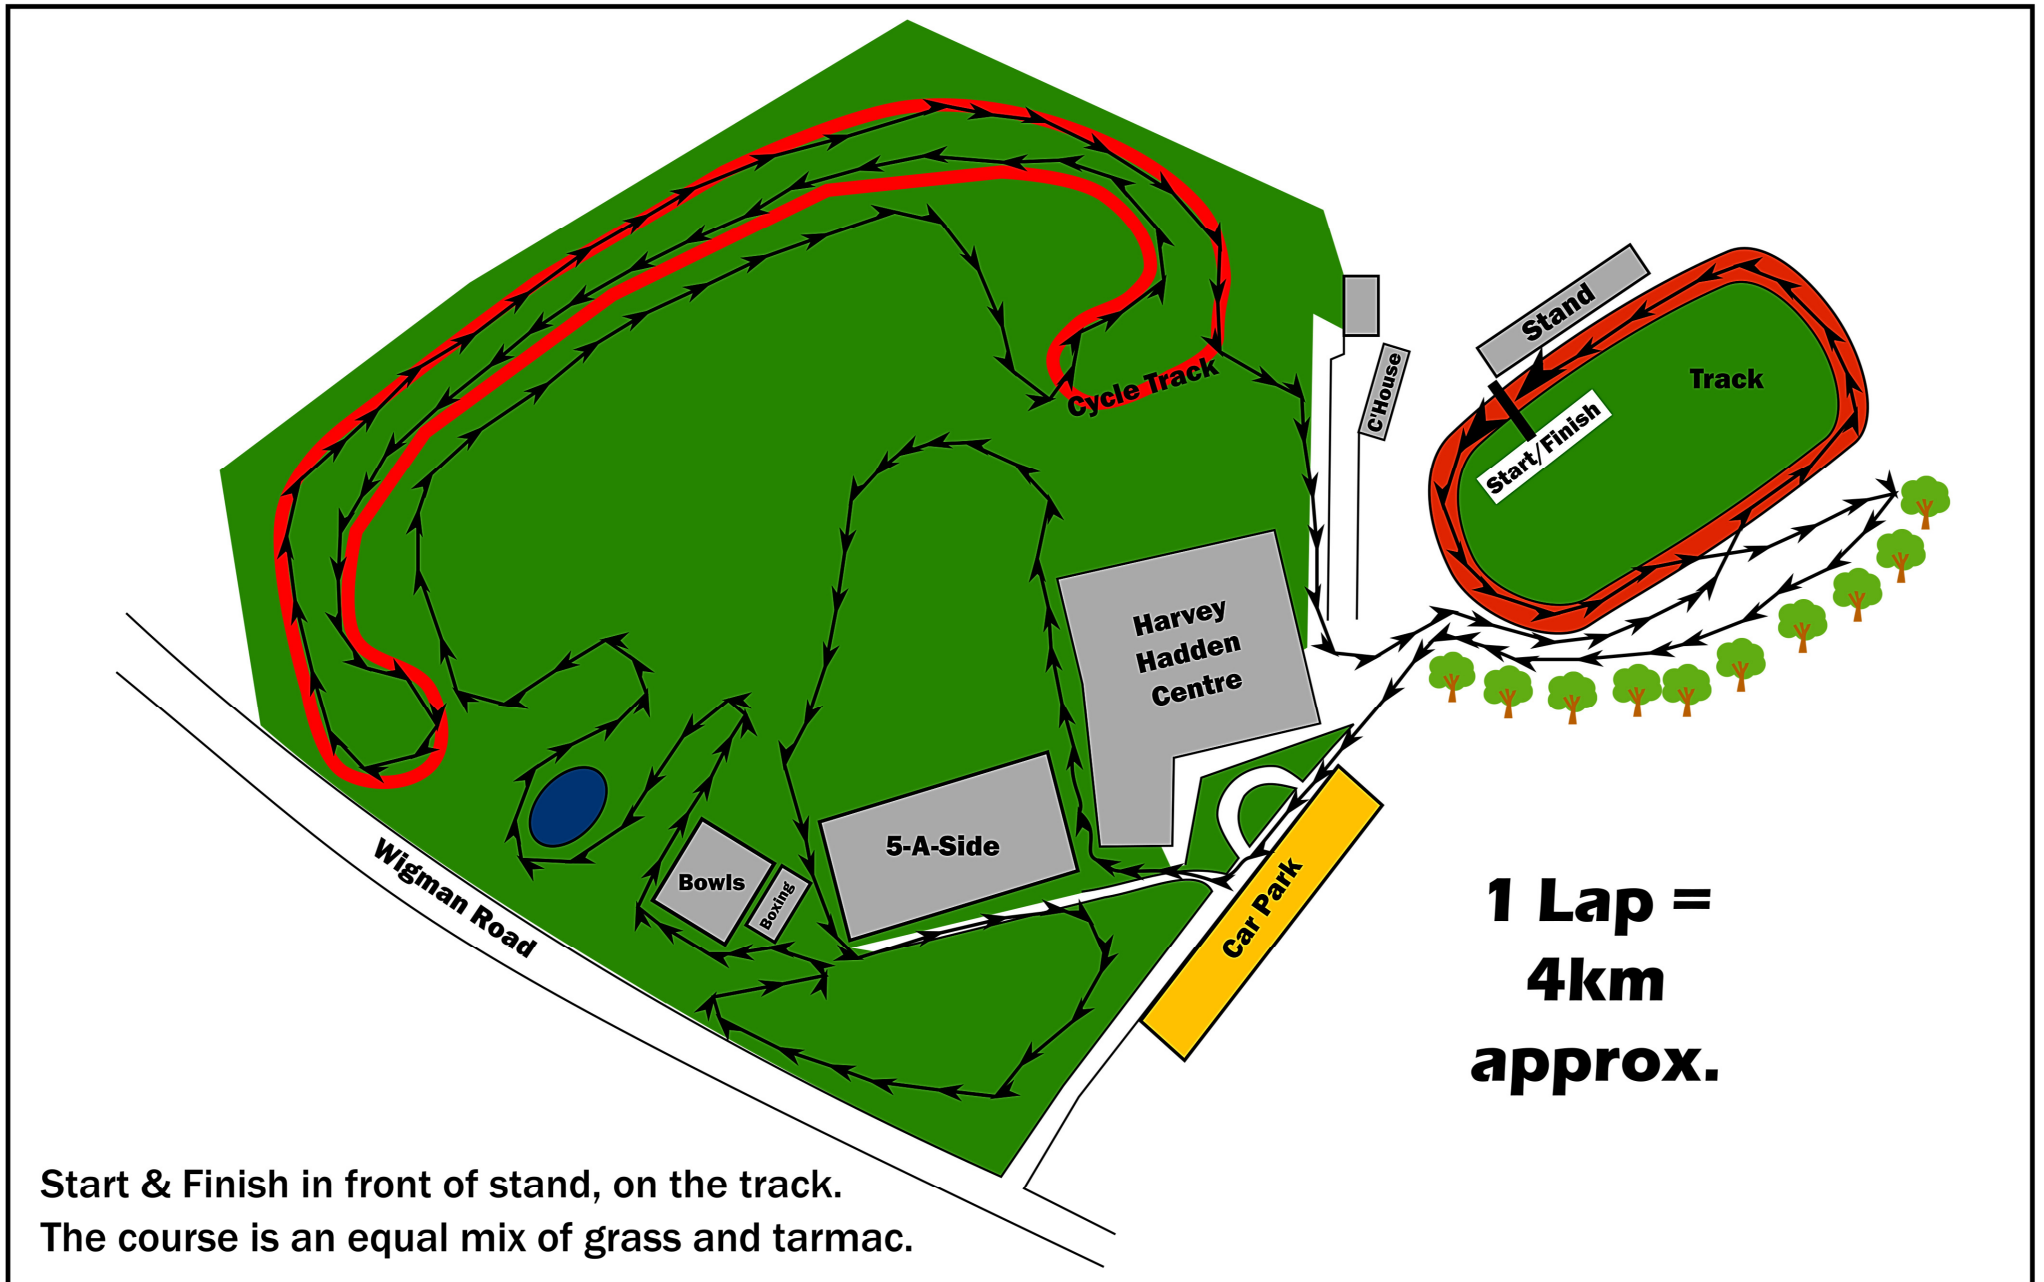 Stand
Track
C'House
Start/Finish
Cycle Track
Harvey
Hadden
Centre
5-A-Side
Bowls
Boxing
Car Park
Wigman Road
1 Lap =
4km
approx.
Start & Finish in front of stand, on the track.
The course is an equal mix of grass and tarmac.